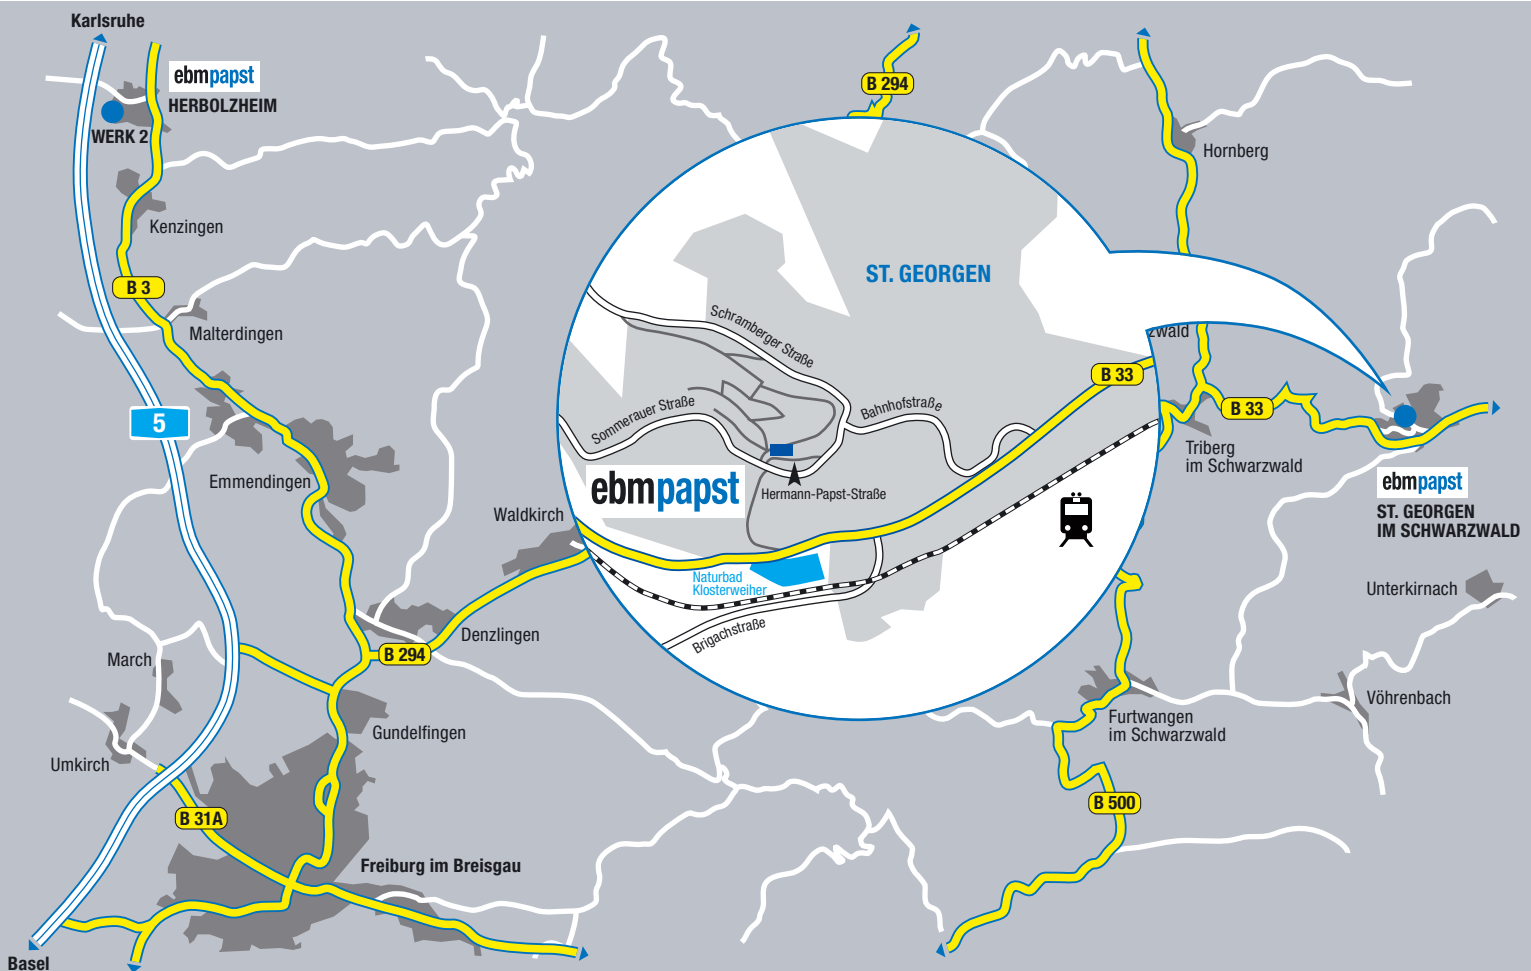 Karlsruhe
ebmpapst
HERBOLZHEIM
WERK 2
B 294
Hornberg
Kenzingen
ST. GEORGEN
B 3
Malterdingen
Schramberger Straße
zwald
B 33
Bahnhofstraße
B 33
5
Sommerauer Straße
Triberg
im Schwarzwald
Emmendingen
ebmpapst
Hermann-Papst-Straße
ebmpapst
ST. GEORGEN
IM SCHWARZWALD
Waldkirch
Naturbad
Klosterweiher
Unterkirnach
Brigachstraße
Denzlingen
B 294
March
Vöhrenbach
Furtwangen
im Schwarzwald
Gundelfingen
Umkirch
B 500
B 31A
Freiburg im Breisgau
Basel